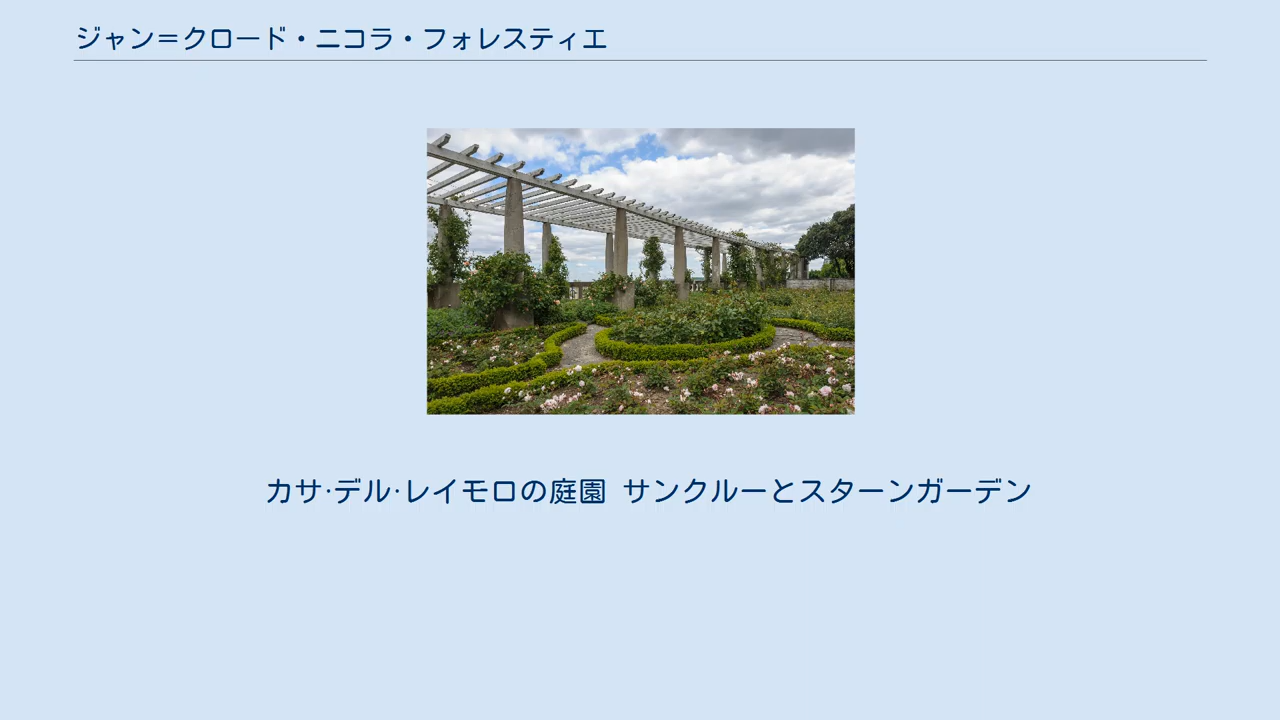 ジャン＝クロード・ニコラ・フォレスティエ
カサ·デル·レイモロの庭園 サンクルーとスターンガーデン